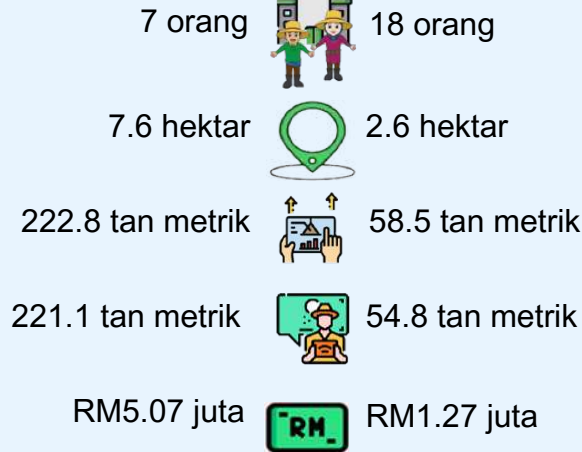 7 orang
18 orang
7.6 hektar
2.6 hektar
222.8 tan metrik
58.5 tan metrik
221.1 tan metrik
54.8 tan metrik
RM5.07 juta
RM
RM1.27 juta